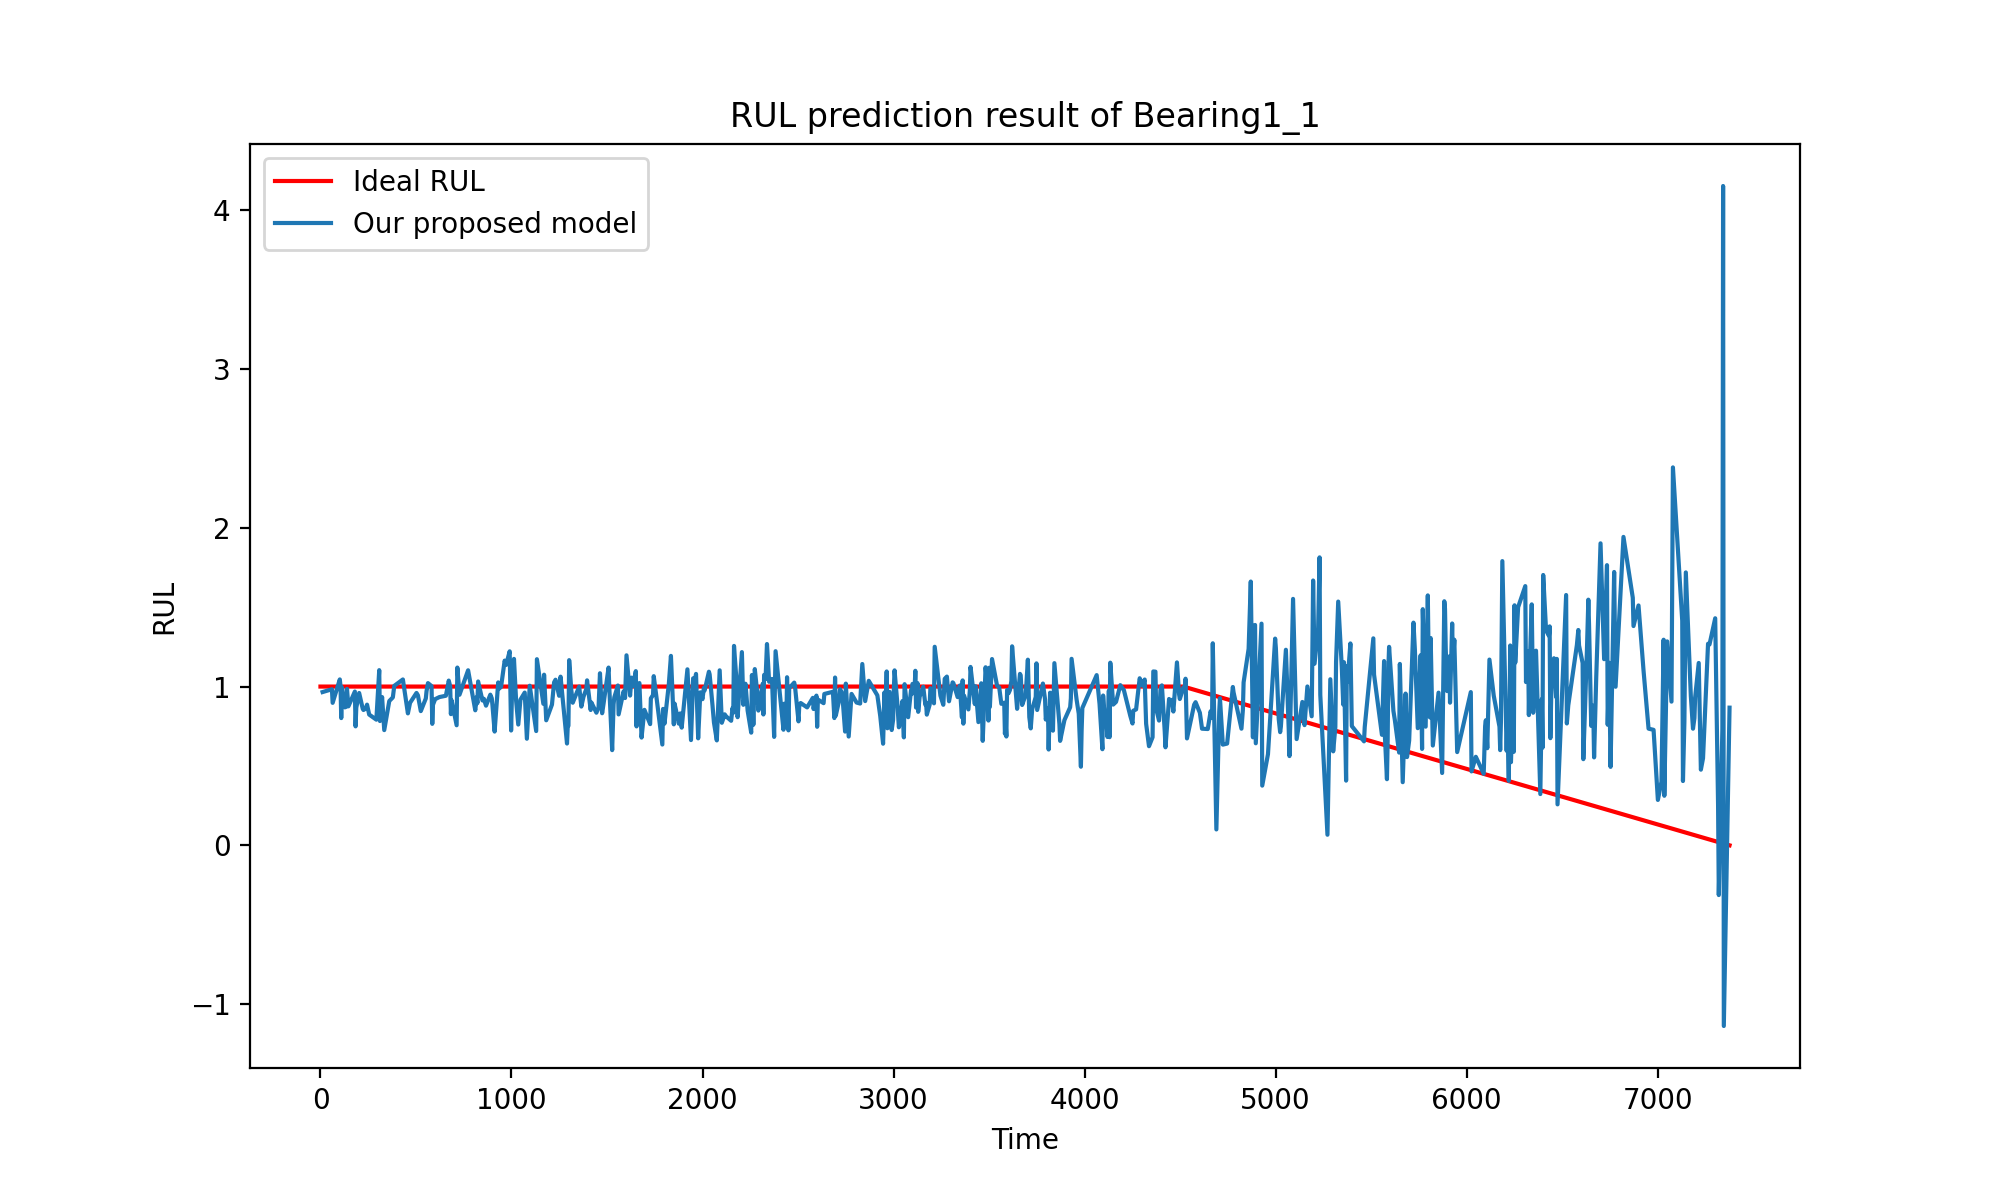 RUL prediction result of Bearing1_1
Ideal RUL
Our proposed model
4
3
2
1
0
−1
RUL
0 1000 2000 3000 4000 5000 6000 7000
Time